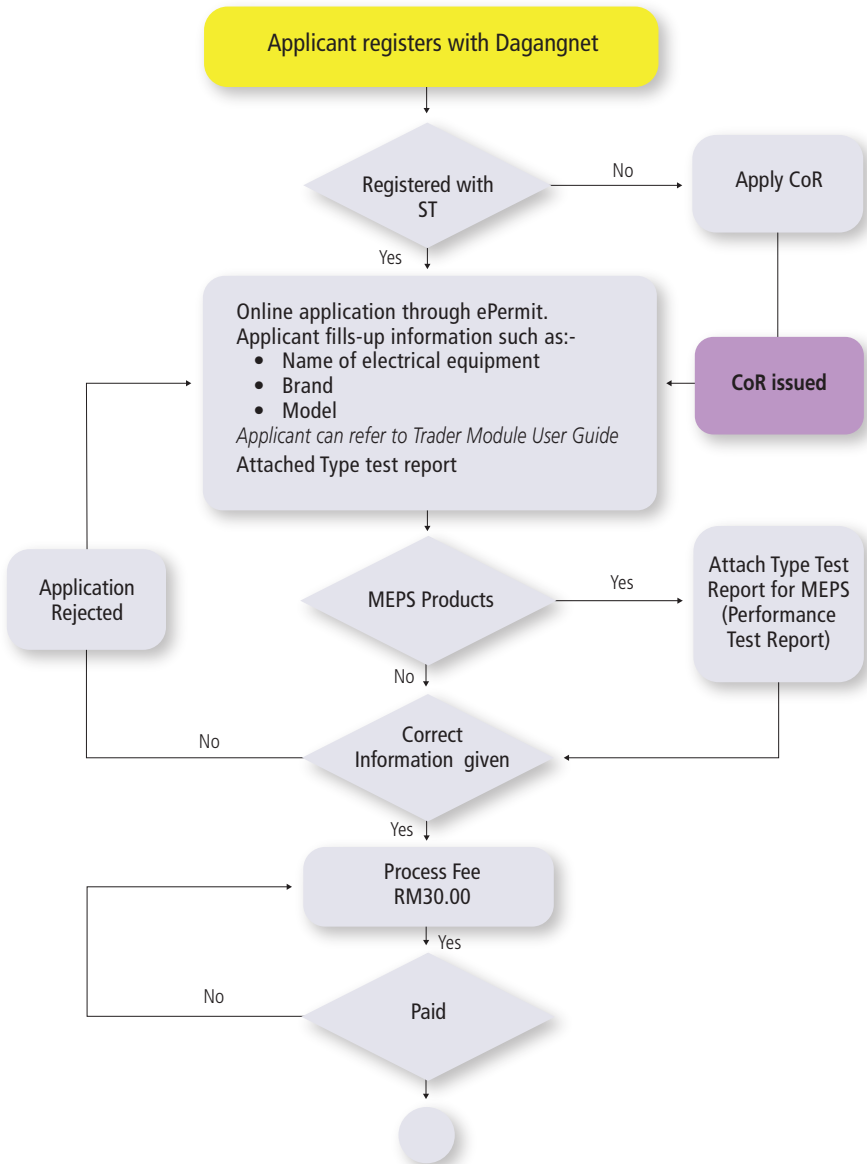 Applicant registers with Dagangnet
Registered with
ST
No
Apply CoR
Yes
Online application through ePermit.
Applicant fills-up information such as:-
• Name of electrical equipment
• Brand
• Model
Applicant can refer to Trader Module User Guide
Attached Type test report
CoR issued
MEPS Products
Yes
Attach Type Test
Report for MEPS
(Performance
Test Report)
Application
Rejected
No
Correct
Information given
No
Yes
Process Fee
RM30.00
Yes
No
Paid